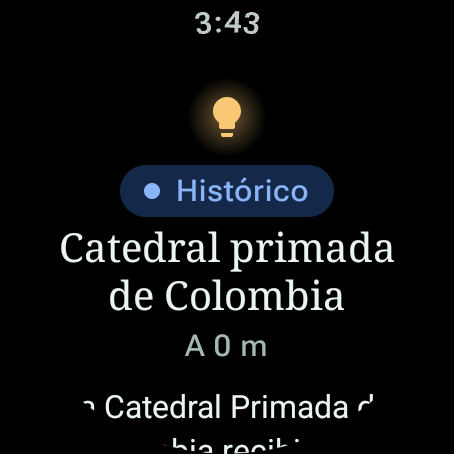 3:43
Histórico
Catedral primada
de Colombia
A 0 m
Catedral Primada